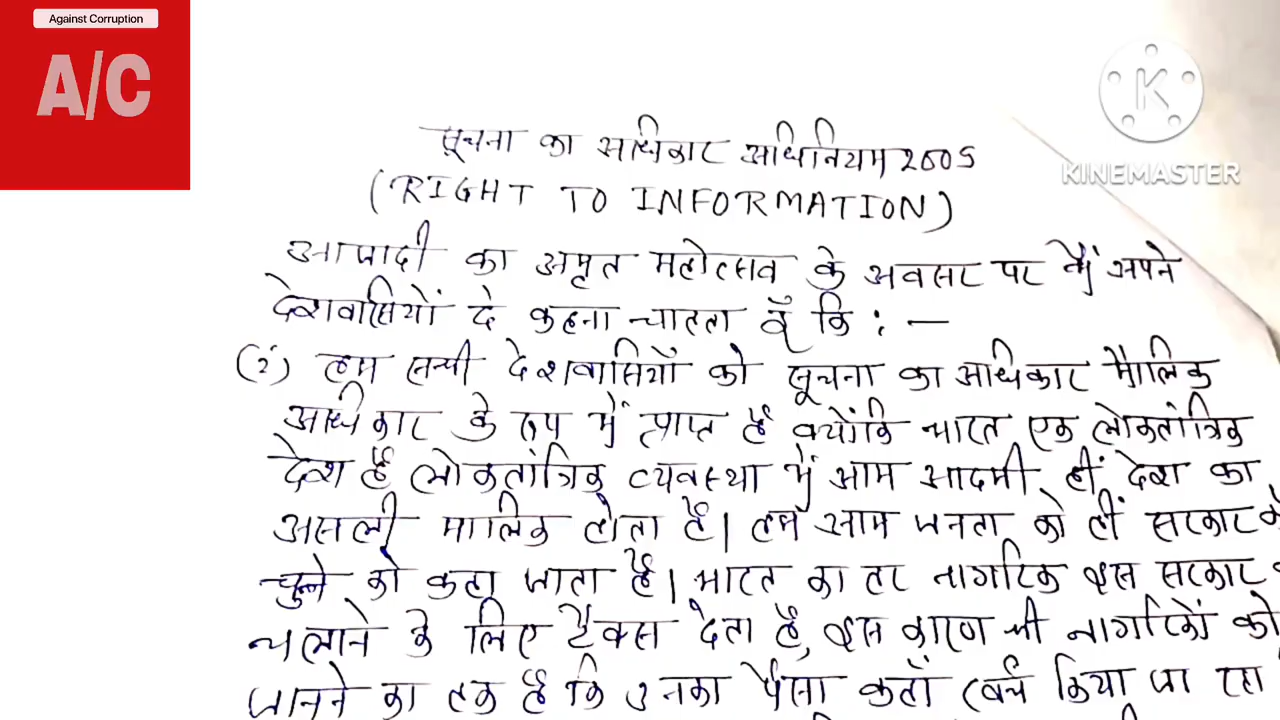 Against Corruption
A/C
K
KINEMASTER
सूचना का अधिकार अधिनियम, 2005
(RIGHT TO INFORMATION)
आजादी का अमृत महोत्सव के अवसर पर मैं अपने
देशवासियों से कहना चाहता हूँ कि : —
(१) हम सभी देशवासियों को सूचना का अधिकार मौलिक
अधिकार के रूप में प्राप्त है क्योंकि भारत एक लोकतांत्रिक
देश है लोकतांत्रिक व्यवस्था में आम आदमी हीं देश का
असली मालिक होता है। हम आम जनता को हीं सरकार
चुनने को कहा जाता है। भारत का हर नागरिक इस सरकार
चलाने के लिए टैक्स देता है, इस कारण भी नागरिकों को
जानने का हक है कि उनका पैसा कहाँ खर्च किया जा रहा